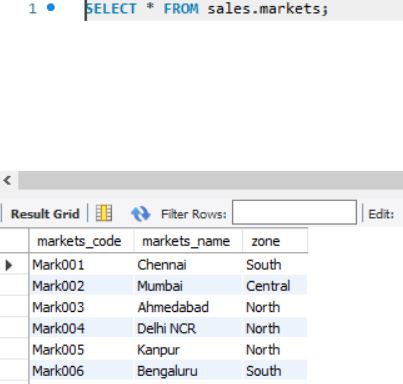 1 SELECT * FROM sales.markets;
Result Grid Filter Rows: Edit:
markets_code markets_name zone
Mark001 Chennai South
Mark002 Mumbai Central
Mark003 Ahmedabad North
Mark004 Delhi NCR North
Mark005 Kanpur North
Mark006 Bengaluru South